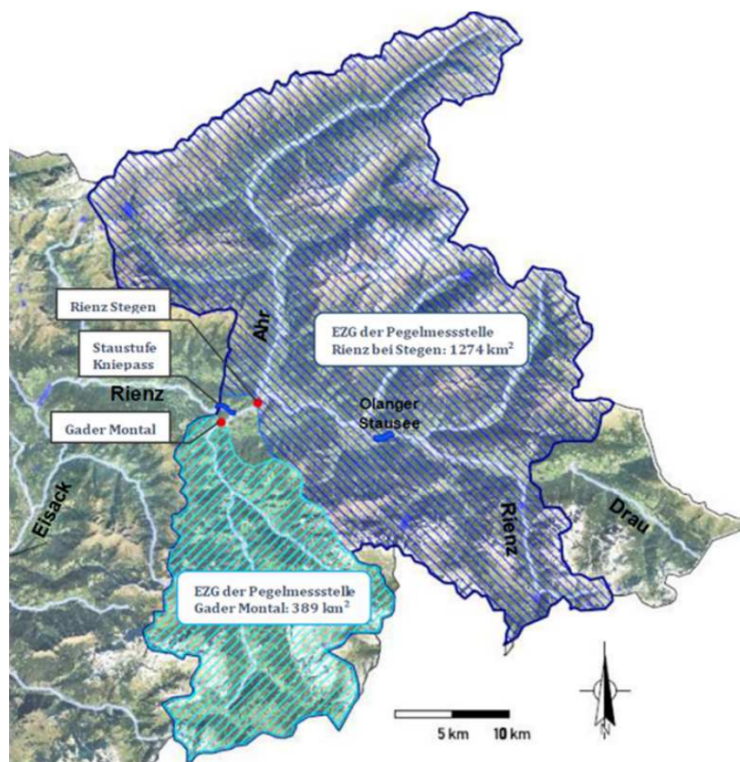 Rienz Stegen
Ahr
EZG der Pegelmessstelle
Rienz bei Stegen: 1274 km²
Staustufe
Kniepass
Rienz
Olanger
Stausee
Gader Montal
Eisack
Rienz
Drau
EZG der Pegelmessstelle
Gader Montal: 389 km²
5 km 10 km
N